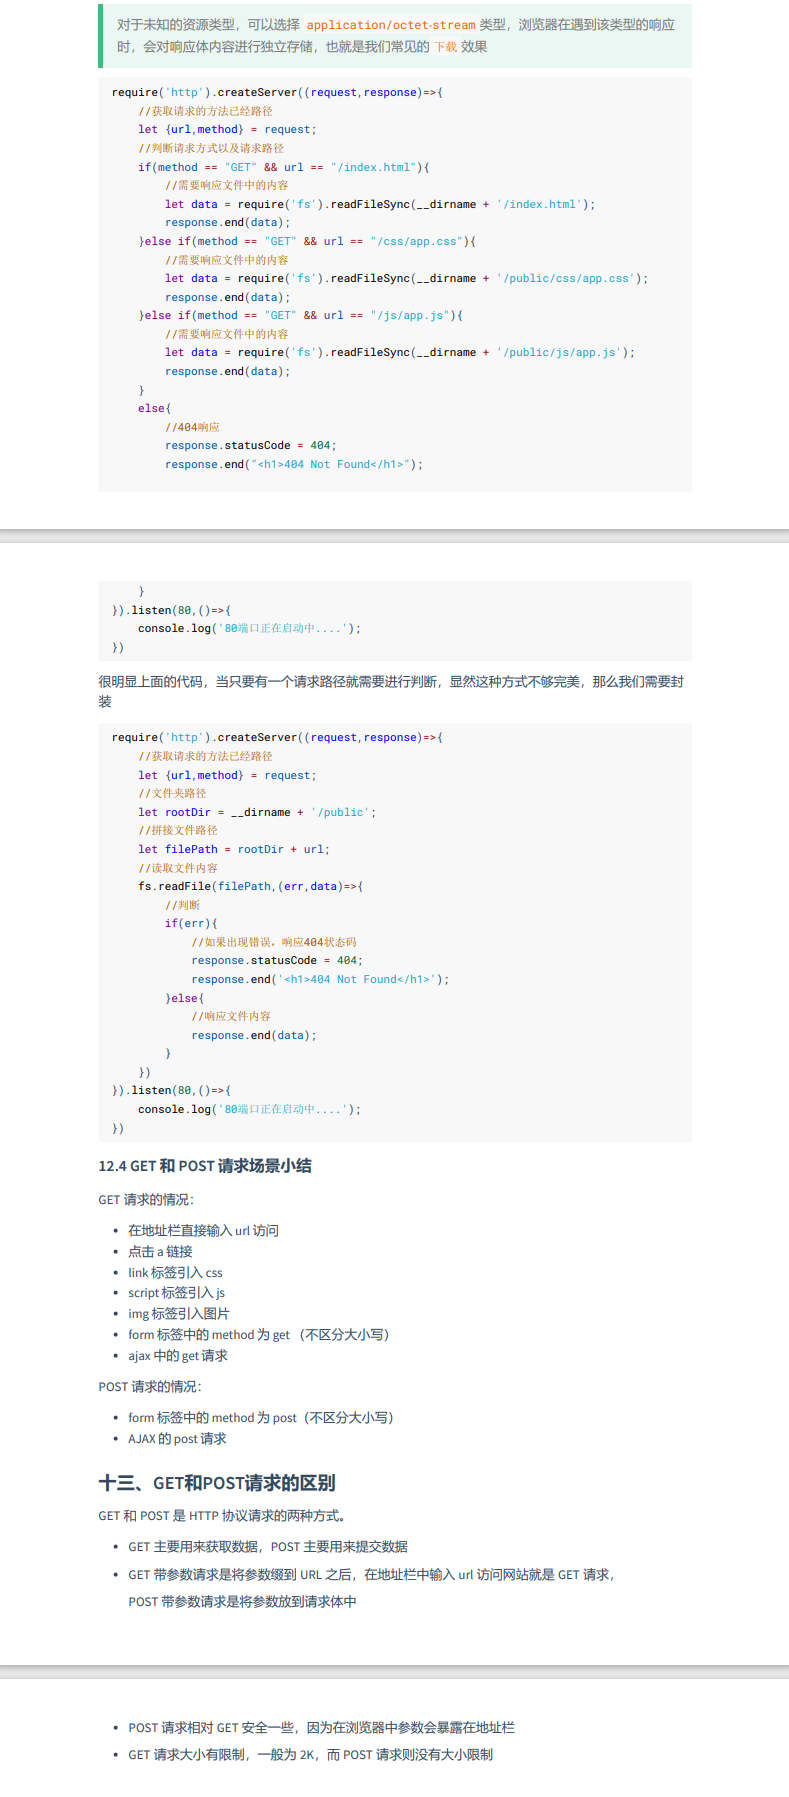 对于未知的资源类型，可以选择 application/octet-stream 类型，浏览器在遇到该类型的响应
时，会对响应体内容进行独立存储，也就是我们常见的 下载 效果
require('http').createServer((request,response)=>{
    //获取请求的方法已经路径
    let {url,method} = request;
    //判断请求方式以及请求路径
    if(method == "GET" && url == "/index.html"){
        //需要响应文件中的内容
        let data = require('fs').readFileSync(__dirname + '/index.html');
        response.end(data);
    }else if(method == "GET" && url == "/css/app.css"){
        //需要响应文件中的内容
        let data = require('fs').readFileSync(__dirname + '/public/css/app.css');
        response.end(data);
    }else if(method == "GET" && url == "/js/app.js"){
        //需要响应文件中的内容
        let data = require('fs').readFileSync(__dirname + '/public/js/app.js');
        response.end(data);
    }
    else{
        //404响应
        response.statusCode = 404;
        response.end("<h1>404 Not Found</h1>");
    }
}).listen(80,()=>{
    console.log('80端口正在启动中....');
})
很明显上面的代码，当只要有一个请求路径就需要进行判断，显然这种方式不够完美，那么我们需要封
装
require('http').createServer((request,response)=>{
    //获取请求的方法已经路径
    let {url,method} = request;
    //文件夹路径
    let rootDir = __dirname + '/public';
    //拼接文件路径
    let filePath = rootDir + url;
    //读取文件内容
    fs.readFile(filePath,(err,data)=>{
        //判断
        if(err){
            //如果出现错误，响应404状态码
            response.statusCode = 404;
            response.end('<h1>404 Not Found</h1>');
        }else{
            //响应文件内容
            response.end(data);
        }
    })
}).listen(80,()=>{
    console.log('80端口正在启动中....');
})
12.4 GET 和 POST 请求场景小结
GET 请求的情况：
• 在地址栏直接输入 url 访问
• 点击 a 链接
• link 标签引入 css
• script 标签引入 js
• img 标签引入图片
• form 标签中的 method 为 get （不区分大小写）
• ajax 中的 get 请求
POST 请求的情况：
• form 标签中的 method 为 post（不区分大小写）
• AJAX 的 post 请求
十三、GET和POST请求的区别
GET 和 POST 是 HTTP 协议请求的两种方式。
• GET 主要用来获取数据，POST 主要用来提交数据
• GET 带参数请求是将参数缀到 URL 之后，在地址栏中输入 url 访问网站就是 GET 请求，
POST 带参数请求是将参数放到请求体中
• POST 请求相对 GET 安全一些，因为在浏览器中参数会暴露在地址栏
• GET 请求大小有限制，一般为 2K，而 POST 请求则没有大小限制